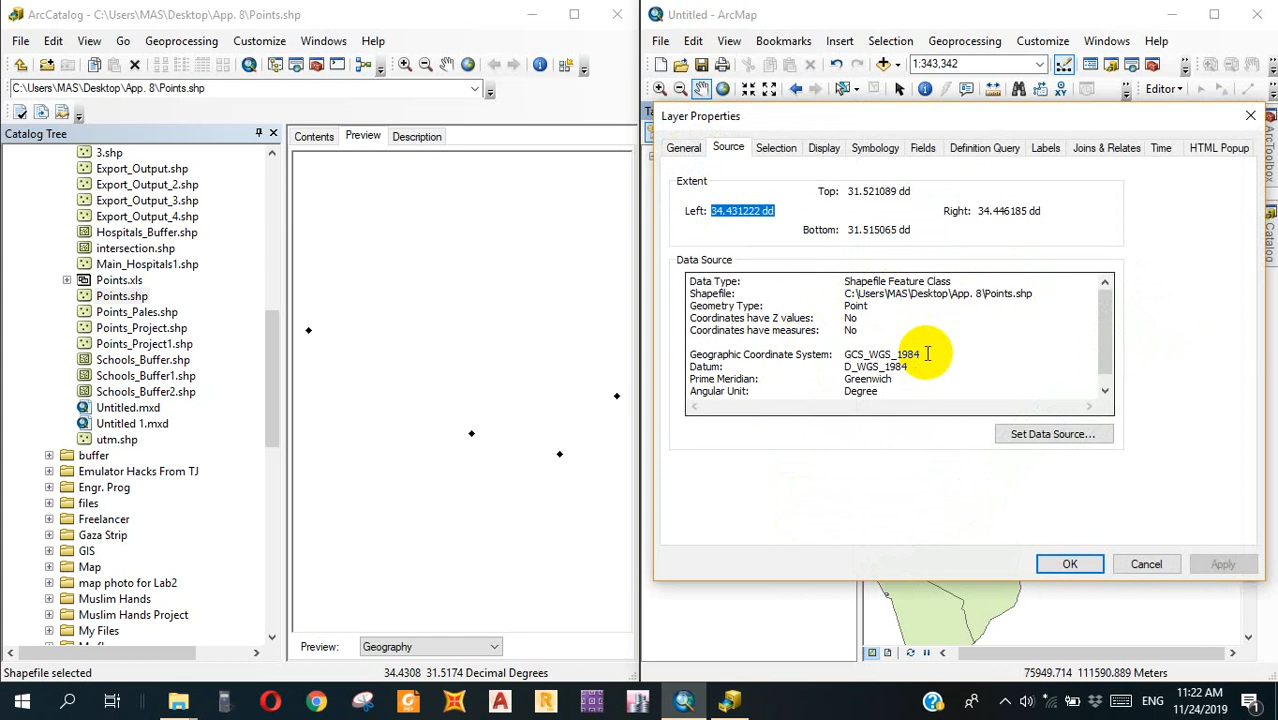 ArcCatalog - C:\Users\MAS\Desktop\App. 8\Points.shp
File Edit View Go Geoprocessing Customize Windows Help
C:\Users\MAS\Desktop\App. 8\Points.shp
Catalog Tree
3.shp
Export_Output.shp
Export_Output_2.shp
Export_Output_3.shp
Export_Output_4.shp
Hospitals_Buffer.shp
intersection.shp
Main_Hospitals1.shp
Points.xls
Points.shp
Points_Pales.shp
Points_Project.shp
Points_Project1.shp
Schools_Buffer.shp
Schools_Buffer1.shp
Schools_Buffer2.shp
Untitled.mxd
Untitled 1.mxd
utm.shp
buffer
Emulator Hacks From TJ
Engr. Prog
files
Freelancer
Gaza Strip
GIS
Map
map photo for Lab2
Muslim Hands
Muslim Hands Project
My Files
Contents Preview Description
Preview: Geography
Shapefile selected
34.4308 31.5174 Decimal Degrees
Untitled - ArcMap
File Edit View Bookmarks Insert Selection Geoprocessing Customize Windows Help
1:343,342
Editor
Layer Properties
General Source Selection Display Symbology Fields Definition Query Labels Joins & Relates Time HTML Popup
Extent
Top: 31.521089 dd
Left: 34.431222 dd Right: 34.446185 dd
Bottom: 31.515065 dd
Data Source
Data Type: Shapefile Feature Class
Shapefile: C:\Users\MAS\Desktop\App. 8\Points.shp
Geometry Type: Point
Coordinates have Z values: No
Coordinates have measures: No
Geographic Coordinate System: GCS_WGS_1984
Datum: D_WGS_1984
Prime Meridian: Greenwich
Angular Unit: Degree
Set Data Source...
OK Cancel Apply
ArcToolbox
Catalog
75949.714 111590.889 Meters
11:22 AM
11/24/2019